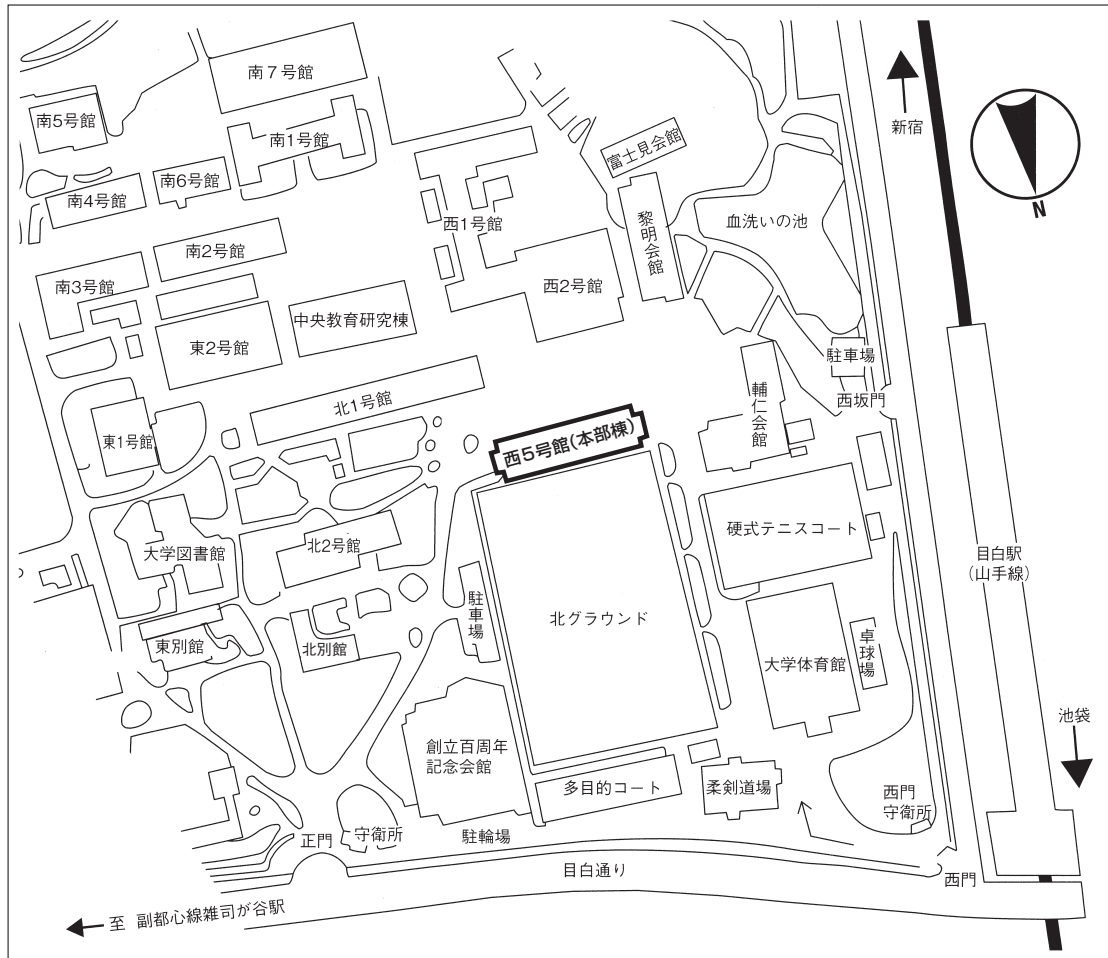 南7号館
新宿
南5号館
南1号館
富士見会館
南6号館
南4号館
N
西1号館
黎明会館
血洗いの池
南2号館
南3号館
西2号館
中央教育研究棟
東2号館
駐車場
輔仁会館
西坂門
北1号館
東1号館
西5号館(本部棟)
硬式テニスコート
大学図書館
北2号館
目白駅
(山手線)
駐車場
北グラウンド
東別館
北別館
大学体育館
卓球場
池袋
創立百周年
記念会館
多目的コート
柔剣道場
西門
守衛所
正門
守衛所
駐輪場
目白通り
西門
至 副都心線雑司が谷駅